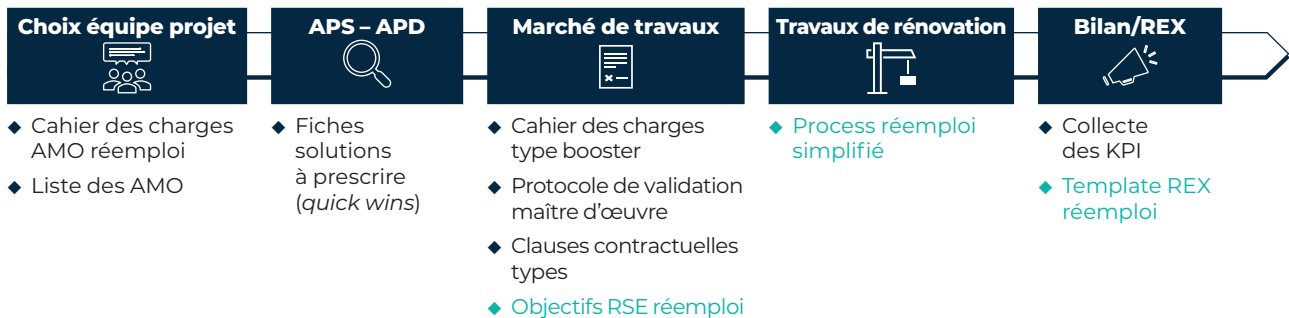 Choix équipe projet
◆ Cahier des charges
AMO réemploi
◆ Liste des AMO
APS – APD
◆ Fiches
solutions
à prescrire
(quick wins)
Marché de travaux
◆ Cahier des charges
type booster
◆ Protocole de validation
maître d’œuvre
◆ Clauses contractuelles
types
◆ Objectifs RSE réemploi
Travaux de rénovation
◆ Process réemploi
simplifié
Bilan/REX
◆ Collecte
des KPI
◆ Template REX
réemploi